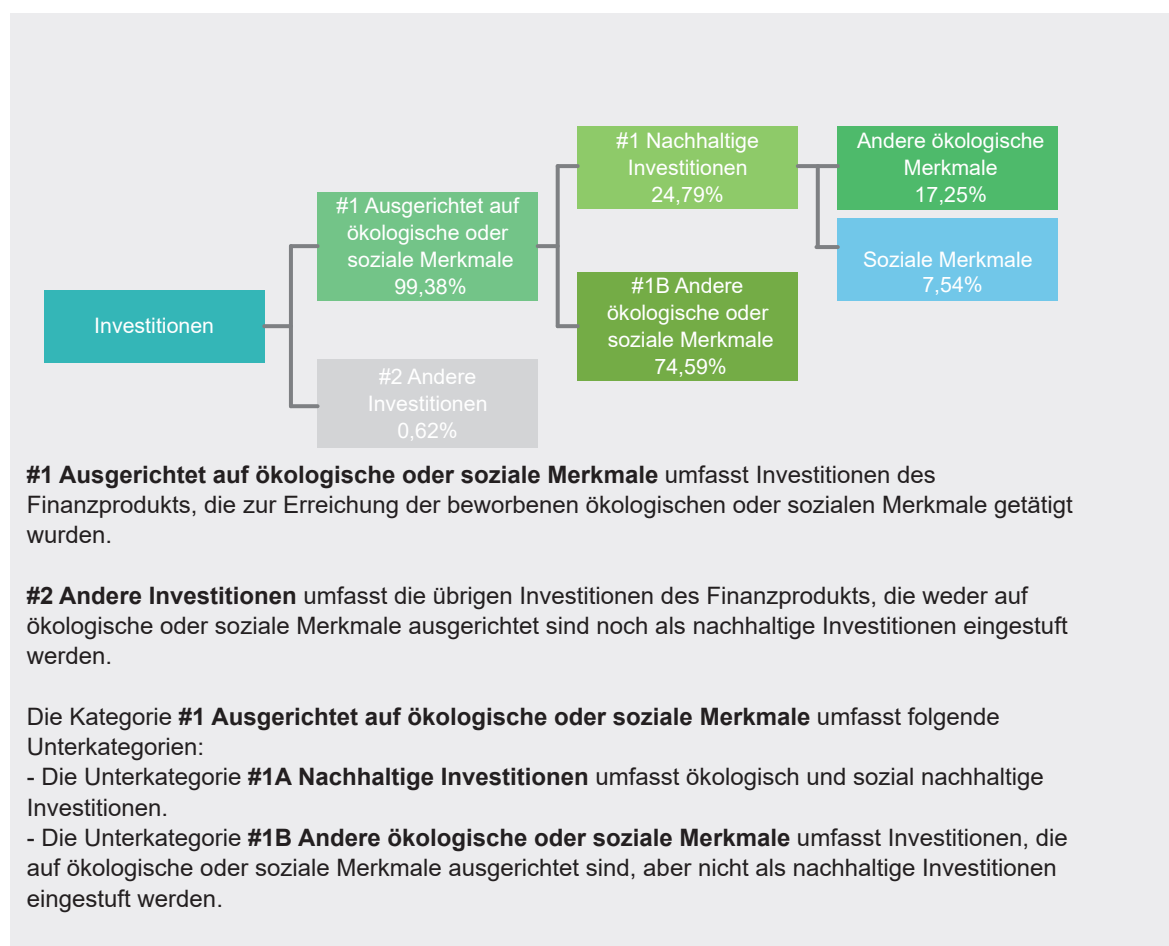 Investitionen
#1 Ausgerichtet auf
ökologische oder
soziale Merkmale
99,38%
#2 Andere
Investitionen
0,62%
#1 Nachhaltige
Investitionen
24,79%
#1B Andere
ökologische oder
soziale Merkmale
74,59%
Andere ökologische
Merkmale
17,25%
Soziale Merkmale
7,54%
#1 Ausgerichtet auf ökologische oder soziale Merkmale umfasst Investitionen des
Finanzprodukts, die zur Erreichung der beworbenen ökologischen oder sozialen Merkmale getätigt
wurden.
#2 Andere Investitionen umfasst die übrigen Investitionen des Finanzprodukts, die weder auf
ökologische oder soziale Merkmale ausgerichtet sind noch als nachhaltige Investitionen eingestuft
werden.
Die Kategorie #1 Ausgerichtet auf ökologische oder soziale Merkmale umfasst folgende
Unterkategorien:
- Die Unterkategorie #1A Nachhaltige Investitionen umfasst ökologisch und sozial nachhaltige
Investitionen.
- Die Unterkategorie #1B Andere ökologische oder soziale Merkmale umfasst Investitionen, die
auf ökologische oder soziale Merkmale ausgerichtet sind, aber nicht als nachhaltige Investitionen
eingestuft werden.